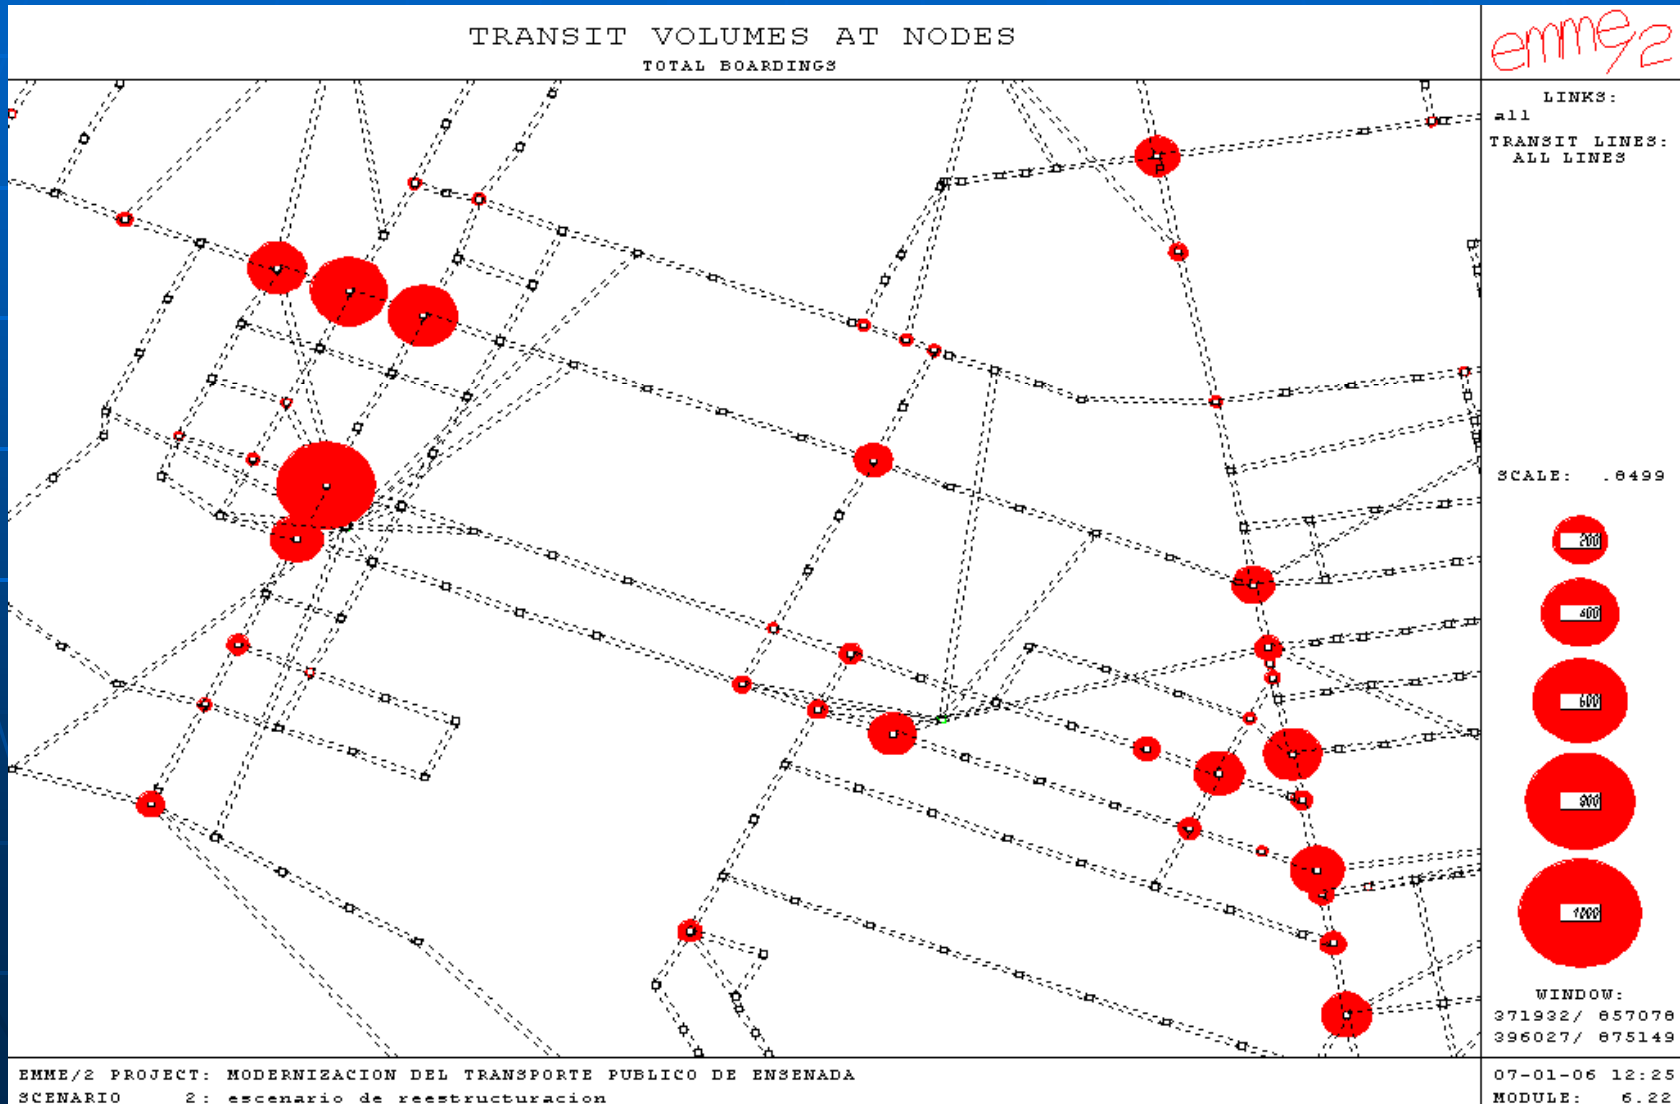 TRANSIT VOLUMES AT NODES
TOTAL BOARDINGS
emme/2
LINKS:
all
TRANSIT LINES:
ALL LINES
SCALE: .0499
200
400
600
800
1000
WINDOW:
371932/ 857078
396027/ 875149
EMME/2 PROJECT: MODERNIZACION DEL TRANSPORTE PUBLICO DE ENSENADA
SCENARIO 2: escenario de reestructuracion
07-01-06 12:25
MODULE: 6.22